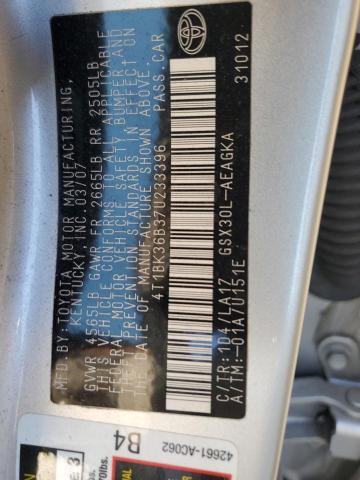 MFD.BY:TOYOTA MOTOR MANUFACTURING,
KENTUCKY, INC. 03/07
GVWR 4565LB GAWR FR 2665LB RR 2505LB
THIS VEHICLE CONFORMS TO ALL APPLICABLE
FEDERAL MOTOR VEHICLE SAFETY, BUMPER, AND
THEFT PREVENTION STANDARDS IN EFFECT ON
THE DATE OF MANUFACTURE SHOWN ABOVE.
4T1BK36B37U233396 PASS.CAR
C/TR:1D4/LA17 GSX30L-AEAGKA
A/TM:-01A/U151E 31012
B4
42661-AC062